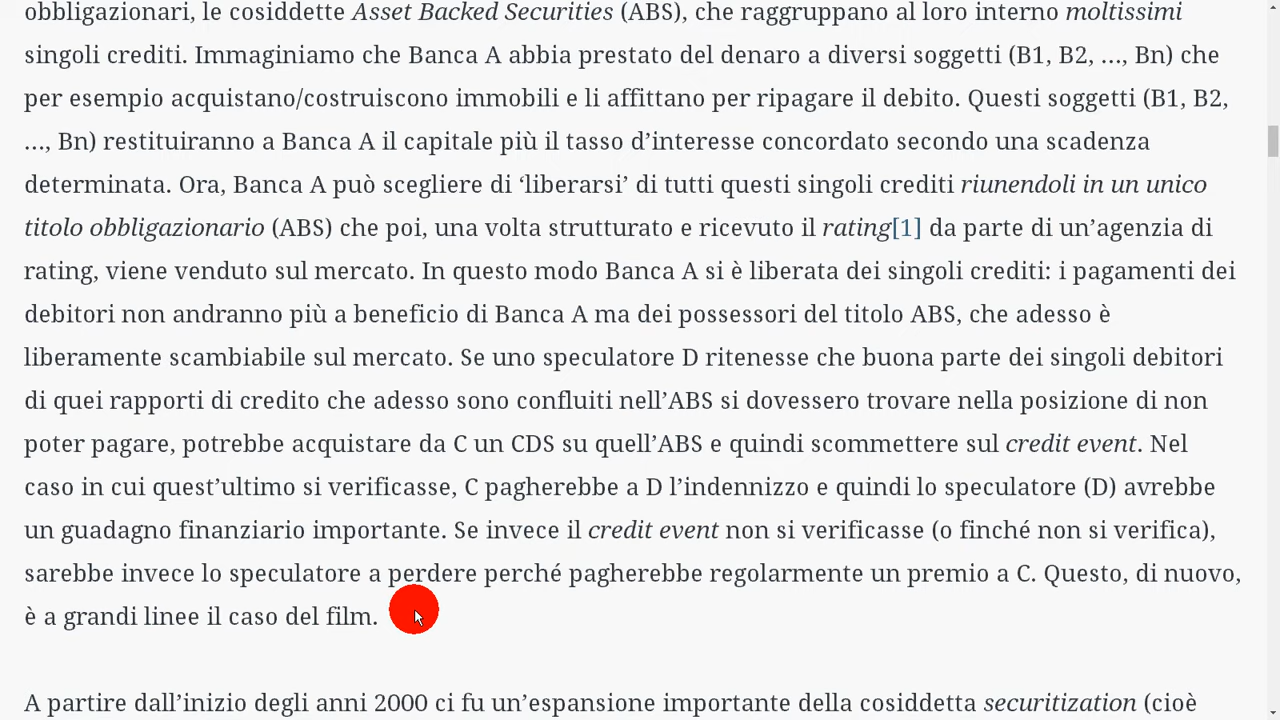 obbligazionari, le cosiddette Asset Backed Securities (ABS), che raggruppano al loro interno moltissimi
singoli crediti. Immaginiamo che Banca A abbia prestato del denaro a diversi soggetti (B1, B2, …, Bn) che
per esempio acquistano/costruiscono immobili e li affittano per ripagare il debito. Questi soggetti (B1, B2,
…, Bn) restituiranno a Banca A il capitale più il tasso d’interesse concordato secondo una scadenza
determinata. Ora, Banca A può scegliere di ‘liberarsi’ di tutti questi singoli crediti riunendoli in un unico
titolo obbligazionario (ABS) che poi, una volta strutturato e ricevuto il rating[1] da parte di un’agenzia di
rating, viene venduto sul mercato. In questo modo Banca A si è liberata dei singoli crediti: i pagamenti dei
debitori non andranno più a beneficio di Banca A ma dei possessori del titolo ABS, che adesso è
liberamente scambiabile sul mercato. Se uno speculatore D ritenesse che buona parte dei singoli debitori
di quei rapporti di credito che adesso sono confluiti nell’ABS si dovessero trovare nella posizione di non
poter pagare, potrebbe acquistare da C un CDS su quell’ABS e quindi scommettere sul credit event. Nel
caso in cui quest’ultimo si verificasse, C pagherebbe a D l’indennizzo e quindi lo speculatore (D) avrebbe
un guadagno finanziario importante. Se invece il credit event non si verificasse (o finché non si verifica),
sarebbe invece lo speculatore a perdere perché pagherebbe regolarmente un premio a C. Questo, di nuovo,
è a grandi linee il caso del film.
A partire dall’inizio degli anni 2000 ci fu un’espansione importante della cosiddetta securitization (cioè